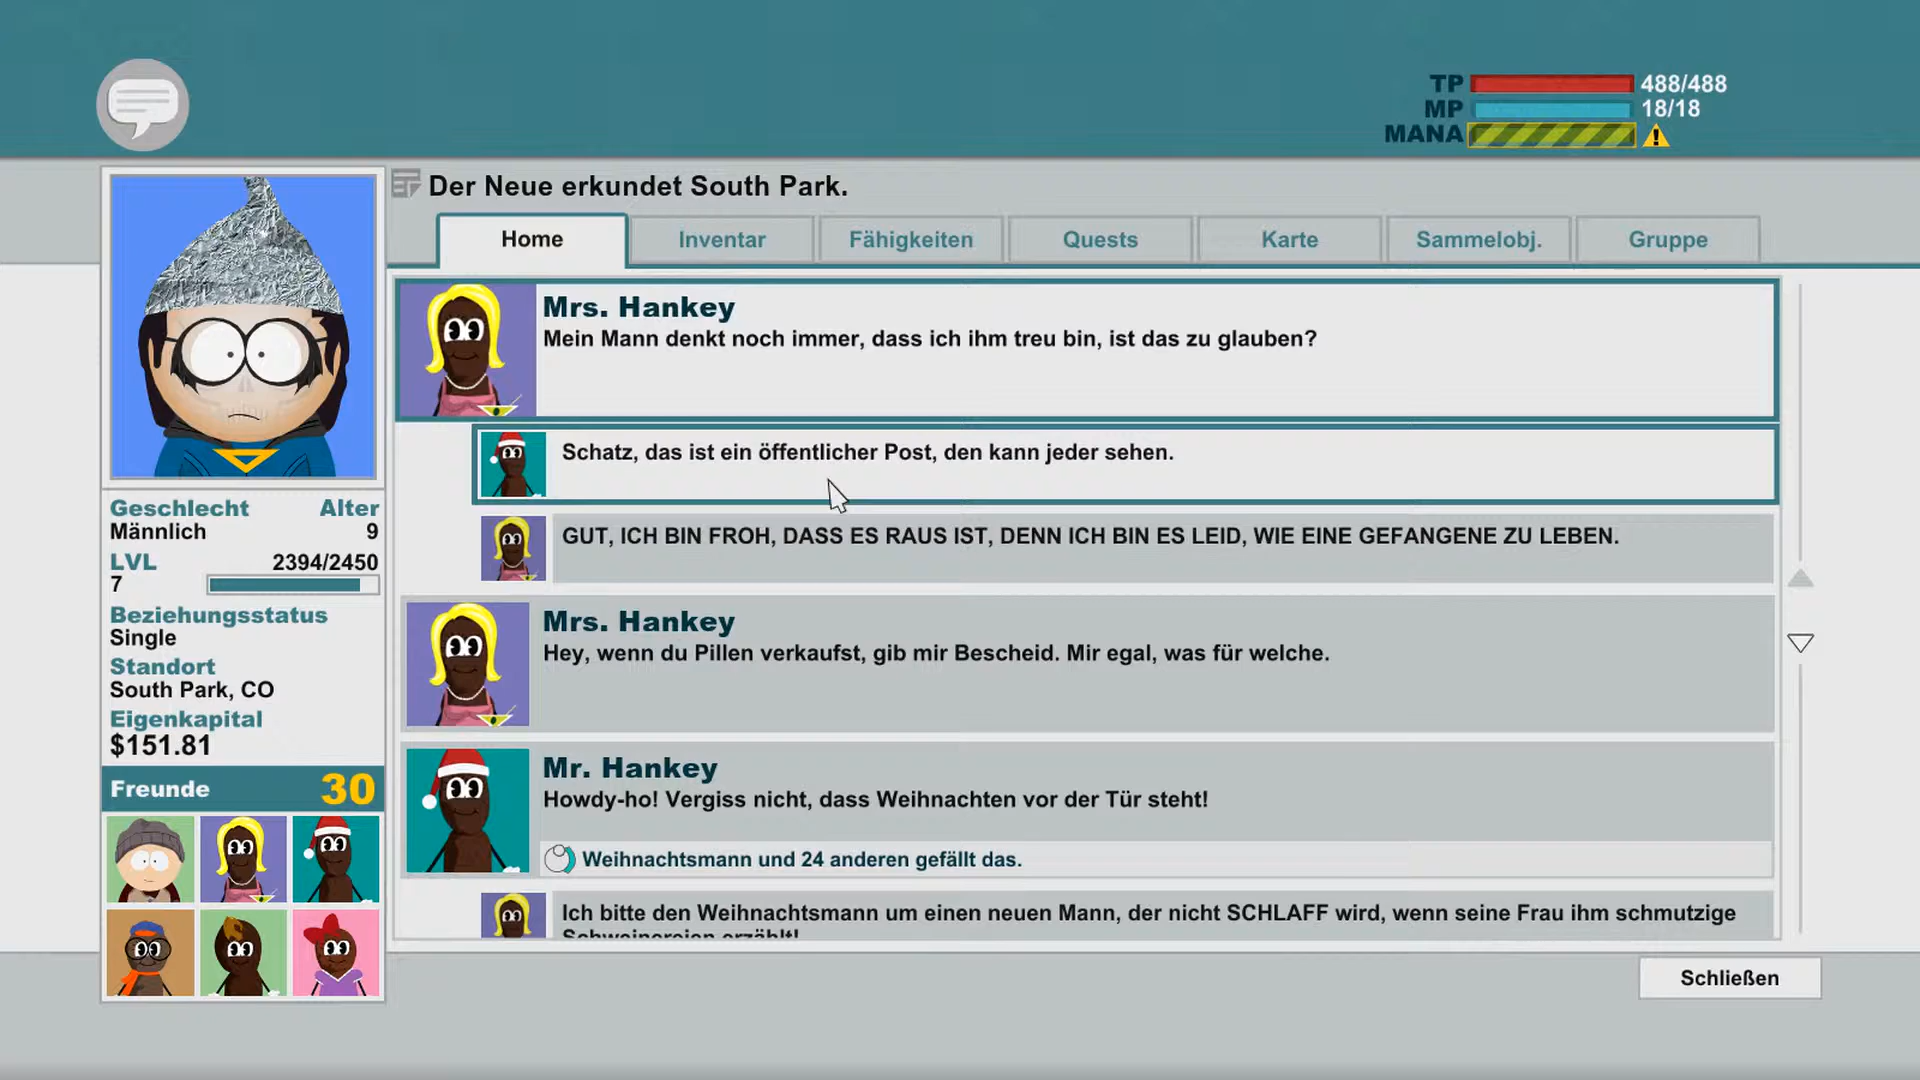 TP 488/488
MP 18/18
MANA
Der Neue erkundet South Park.
Home Inventar Fähigkeiten Quests Karte Sammelobj. Gruppe
Geschlecht Alter
Männlich 9
LVL 2394/2450
7
Beziehungsstatus
Single
Standort
South Park, CO
Eigenkapital
$151.81
Freunde 30
Mrs. Hankey
Mein Mann denkt noch immer, dass ich ihm treu bin, ist das zu glauben?
Schatz, das ist ein öffentlicher Post, den kann jeder sehen.
GUT, ICH BIN FROH, DASS ES RAUS IST, DENN ICH BIN ES LEID, WIE EINE GEFANGENE ZU LEBEN.
Mrs. Hankey
Hey, wenn du Pillen verkaufst, gib mir Bescheid. Mir egal, was für welche.
Mr. Hankey
Howdy-ho! Vergiss nicht, dass Weihnachten vor der Tür steht!
Weihnachtsmann und 24 anderen gefällt das.
Ich bitte den Weihnachtsmann um einen neuen Mann, der nicht SCHLAFF wird, wenn seine Frau ihm schmutzige
Schweinereien erzählt!
Schließen